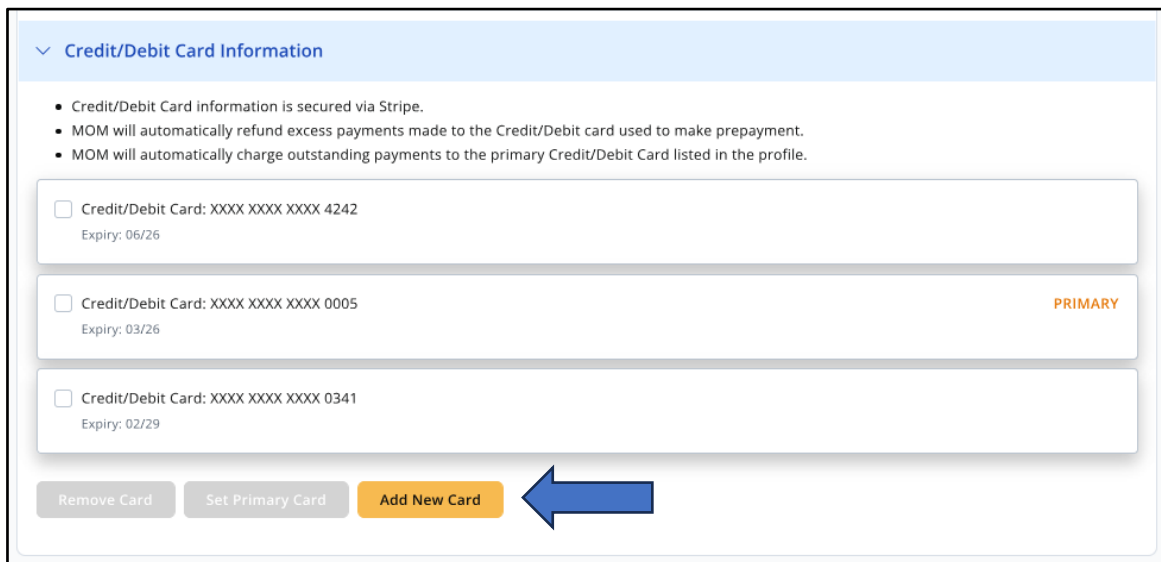 Credit/Debit Card Information
• Credit/Debit Card information is secured via Stripe.
• MOM will automatically refund excess payments made to the Credit/Debit card used to make prepayment.
• MOM will automatically charge outstanding payments to the primary Credit/Debit Card listed in the profile.
Credit/Debit Card: XXXX XXXX XXXX 4242
Expiry: 06/26
Credit/Debit Card: XXXX XXXX XXXX 0005 PRIMARY
Expiry: 03/26
Credit/Debit Card: XXXX XXXX XXXX 0341
Expiry: 02/29
Remove Card Set Primary Card Add New Card